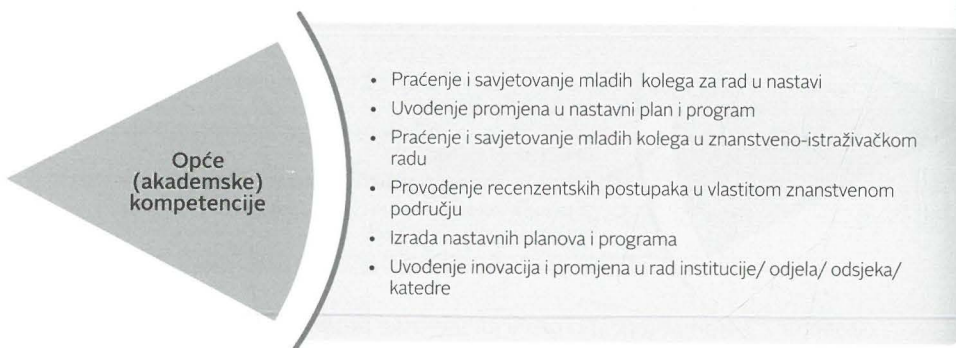 Opće
(akademske)
kompetencije
• Praćenje i savjetovanje mladih kolega za rad u nastavi
• Uvođenje promjena u nastavni plan i program
• Praćenje i savjetovanje mladih kolega u znanstveno-istraživačkom
radu
• Provođenje recenzentskih postupaka u vlastitom znanstvenom
području
• Izrada nastavnih planova i programa
• Uvođenje inovacija i promjena u rad institucije/ odjela/ odsjeka/
katedre